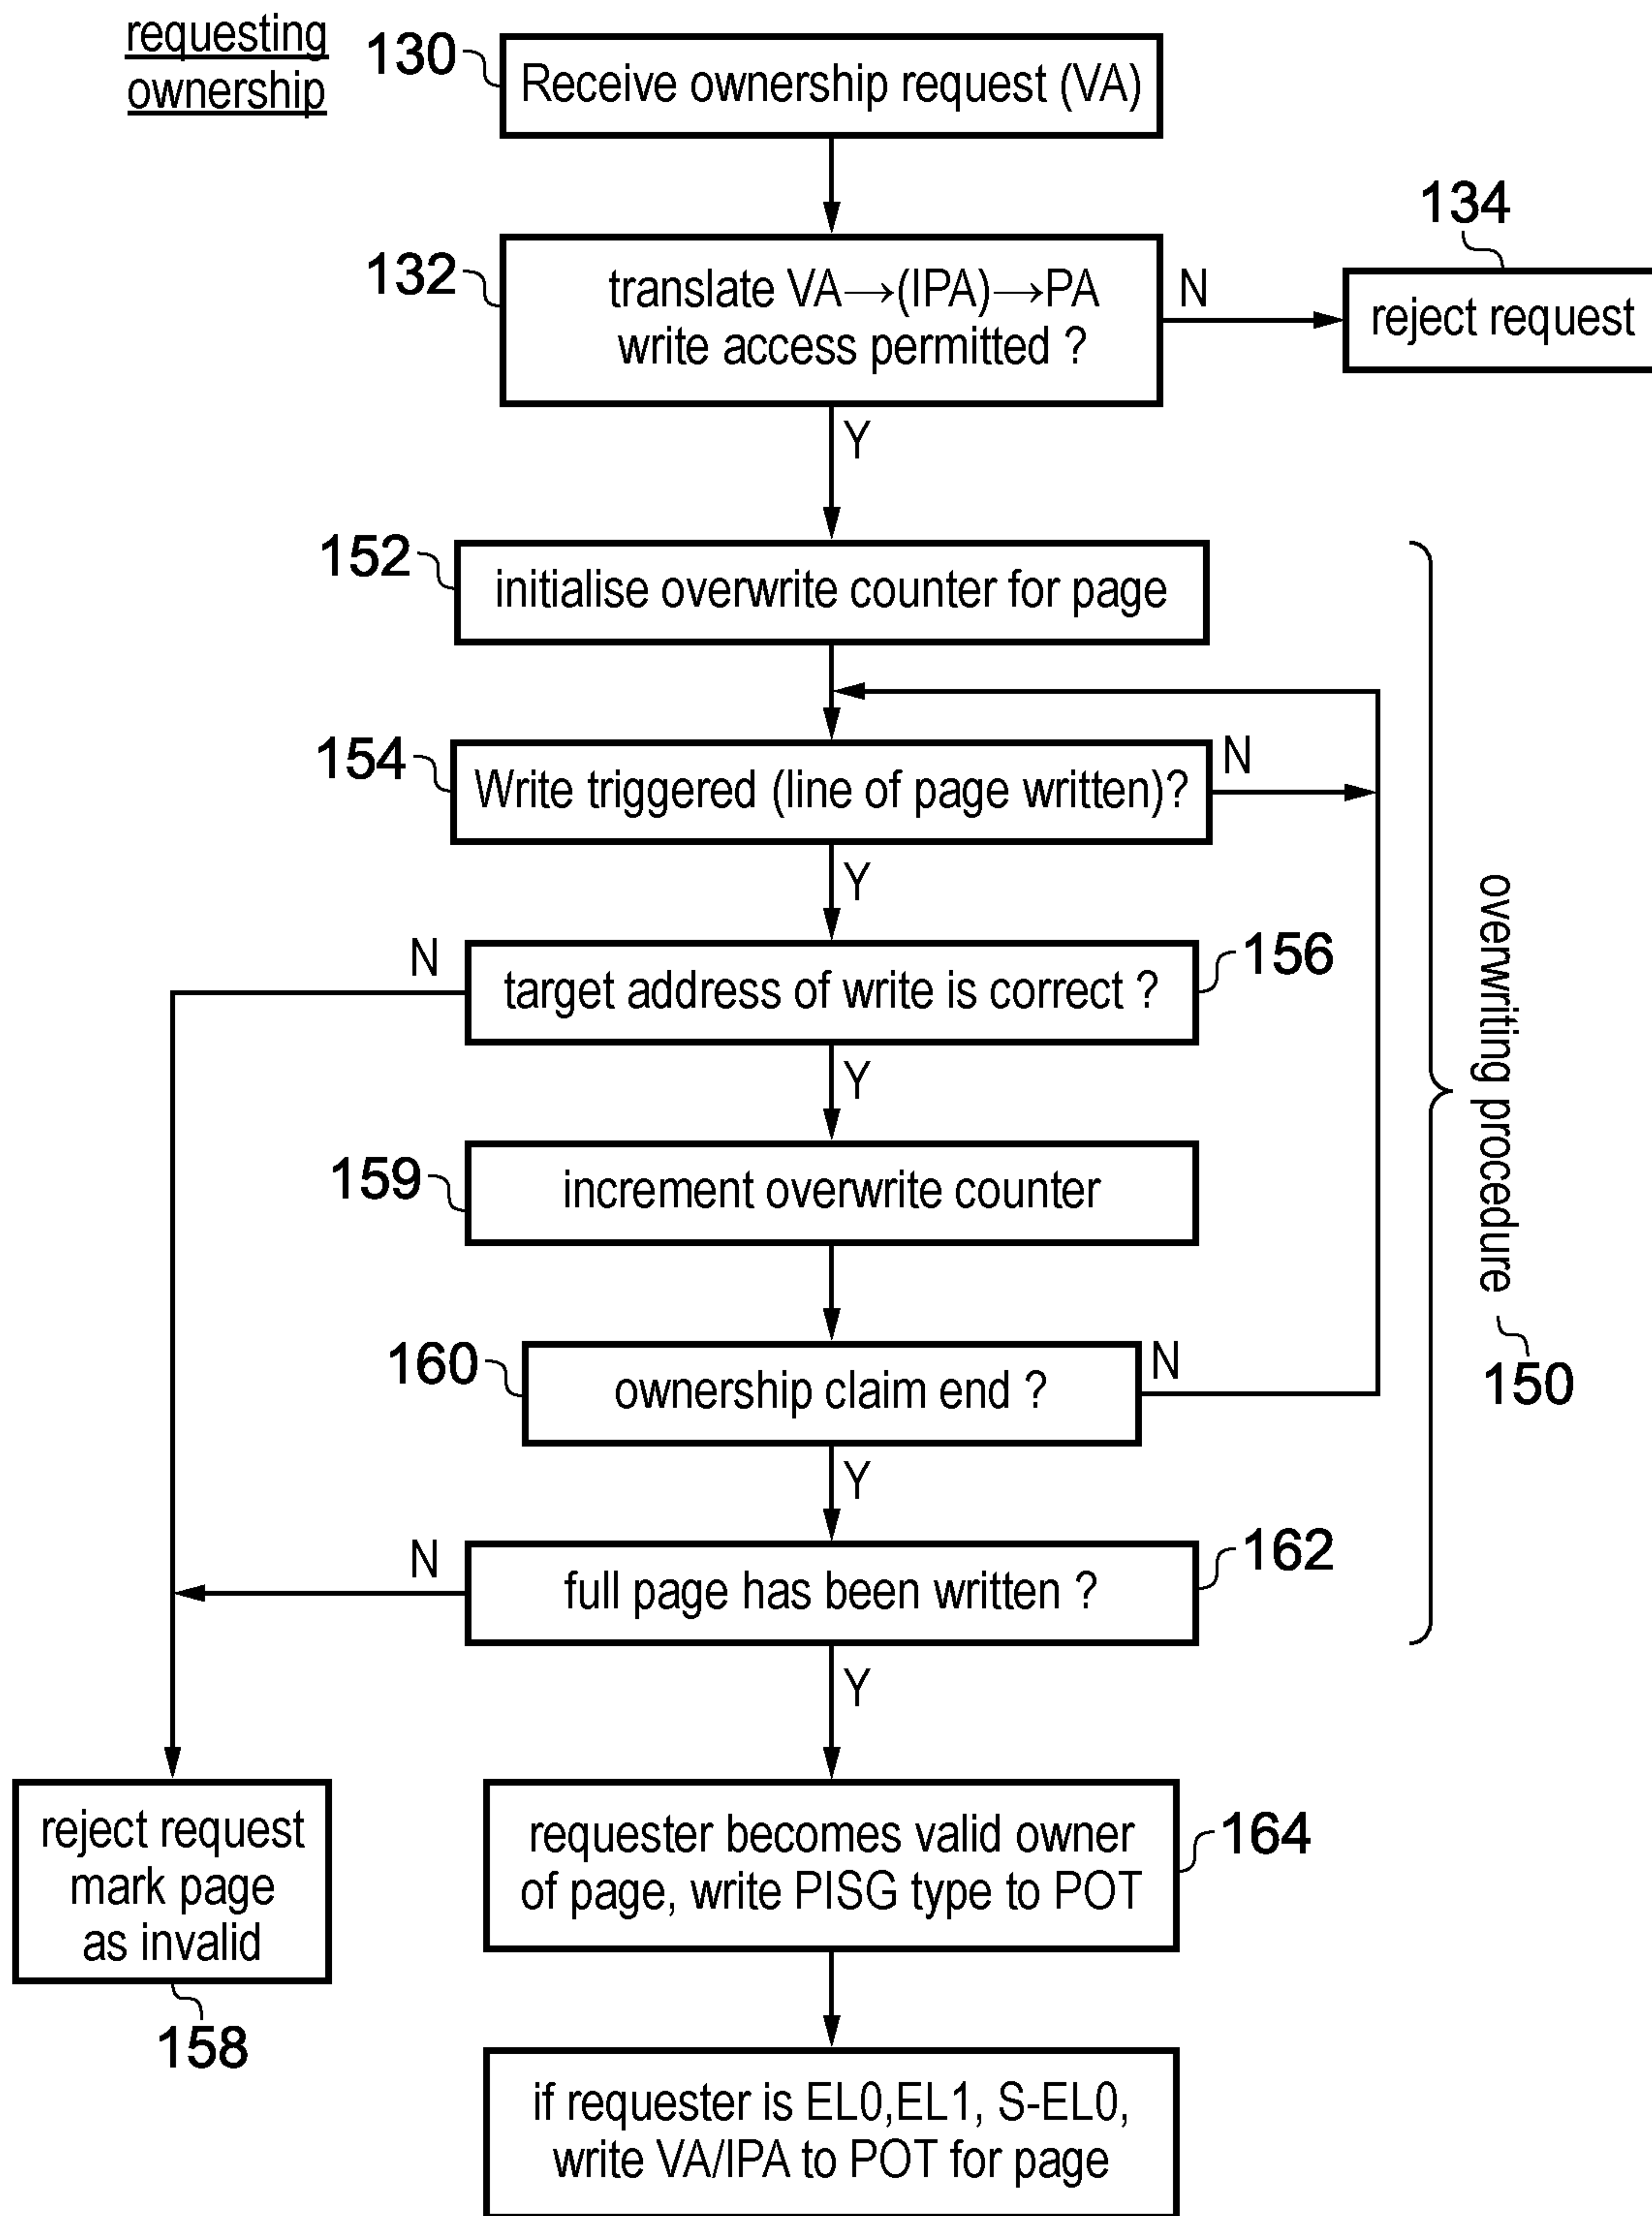 requesting
ownership
130
Receive ownership request (VA)
134
132
translate VA→(IPA)→PA
write access permitted ?
N
reject request
Y
152
initialise overwrite counter for page
154
Write triggered (line of page written)?
N
Y
N
target address of write is correct ?
156
Y
159
increment overwrite counter
overwriting procedure
150
160
ownership claim end ?
N
Y
N
full page has been written ?
162
Y
reject request
mark page
as invalid
158
requester becomes valid owner
of page, write PISG type to POT
164
if requester is EL0,EL1, S-EL0,
write VA/IPA to POT for page